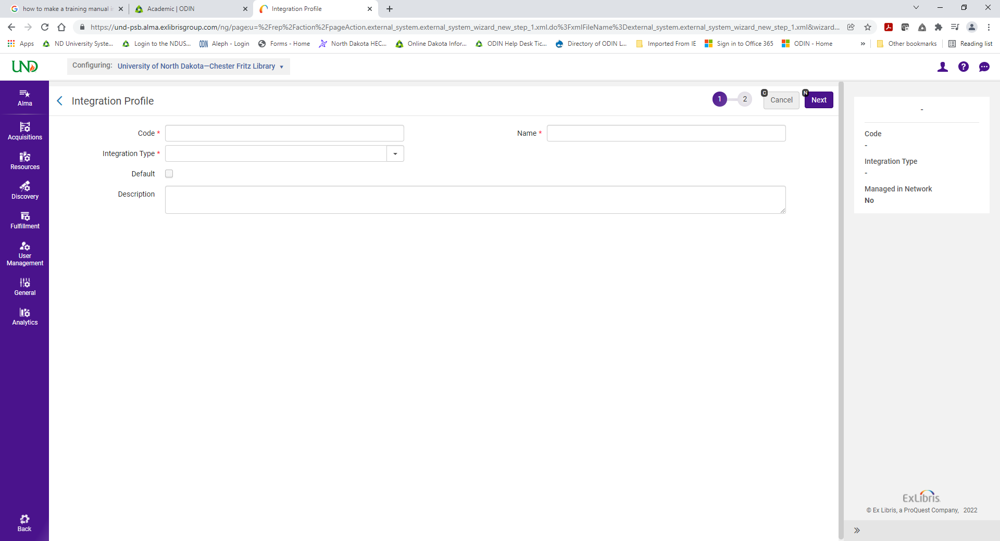 how to make a training manual i
Academic | ODIN
Integration Profile
https://und-psb.alma.exlibrisgroup.com/ng/page;u=%2Frep%2Faction%2FpageAction.external_system.external_system_wizard_new_step_1.xml.do%3FxmlFileName%3Dexternal_system.external_system_wizard_new_step_1.xml&wizard...
Apps
ND University Syste...
Login to the NDUS...
ODIN Aleph - Login
Forms - Home
North Dakota HEC...
Online Dakota Infor...
ODIN Help Desk Tic...
Directory of ODIN L...
Imported From IE
Sign in to Office 365
ODIN - Home
»
Other bookmarks
Reading list
UND
Configuring: University of North Dakota—Chester Fritz Library
Alma
Acquisitions
Resources
Discovery
Fulfillment
User
Management
General
Analytics
Back
Integration Profile
1
2
C
Cancel
N
Next
Code *
Name *
Integration Type *
Default
Description
-
Code
-
Integration Type
-
Managed in Network
No
ExLibris
© Ex Libris, a ProQuest Company, 2022